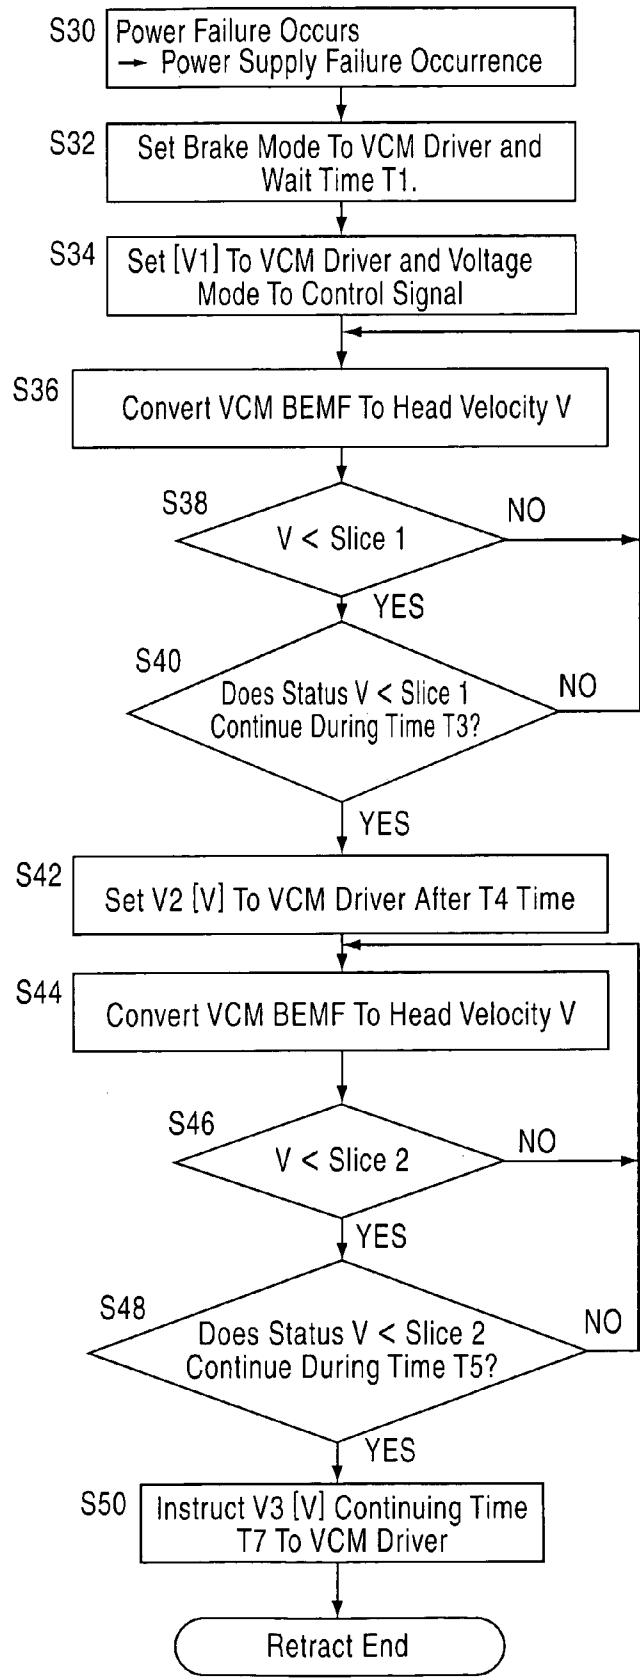 S30
Power Failure Occurs
→ Power Supply Failure Occurrence
S32
Set Brake Mode To VCM Driver and
Wait Time T1.
S34
Set [V1] To VCM Driver and Voltage
Mode To Control Signal
S36
Convert VCM BEMF To Head Velocity V
S38
V < Slice 1
NO
YES
S40
Does Status V < Slice 1
Continue During Time T3?
NO
YES
S42
Set V2 [V] To VCM Driver After T4 Time
S44
Convert VCM BEMF To Head Velocity V
S46
V < Slice 2
NO
YES
S48
Does Status V < Slice 2
Continue During Time T5?
NO
YES
S50
Instruct V3 [V] Continuing Time
T7 To VCM Driver
Retract End